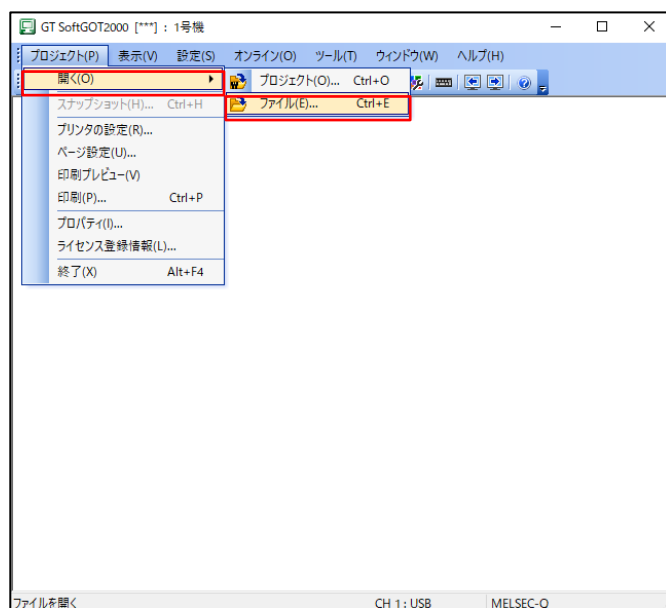 GT SoftGOT2000 [***] : 1号機
プロジェクト(P) 表示(V) 設定(S) オンライン(O) ツール(T) ウィンドウ(W) ヘルプ(H)
開く(O)
プロジェクト(O)... Ctrl+O
スナップショット(H)... Ctrl+H
ファイル(E)... Ctrl+E
プリンタの設定(R)...
ページ設定(U)...
印刷プレビュー(V)
印刷(P)... Ctrl+P
プロパティ(I)...
ライセンス登録情報(L)...
終了(X) Alt+F4
ファイルを開く CH 1 : USB MELSEC-Q